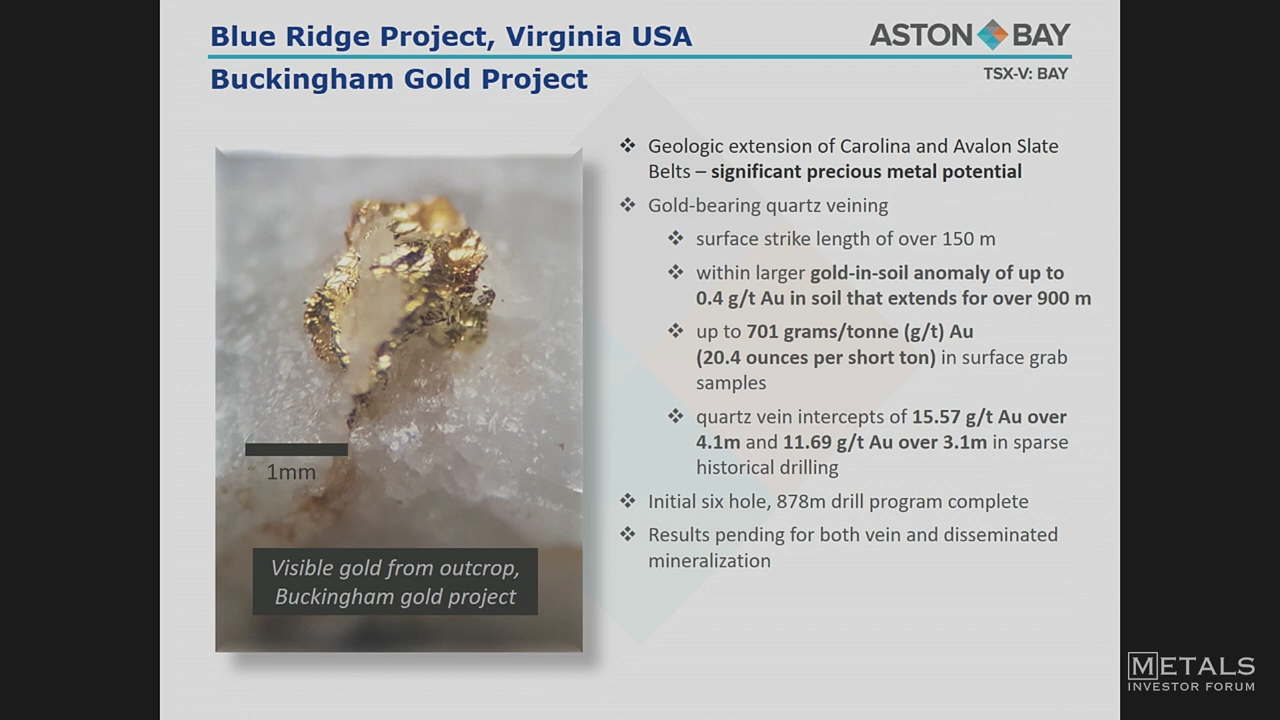 Blue Ridge Project, Virginia USA
ASTON BAY
Buckingham Gold Project
TSX-V: BAY
❖ Geologic extension of Carolina and Avalon Slate
Belts – significant precious metal potential
❖ Gold-bearing quartz veining
❖ surface strike length of over 150 m
❖ within larger gold-in-soil anomaly of up to
0.4 g/t Au in soil that extends for over 900 m
❖ up to 701 grams/tonne (g/t) Au
(20.4 ounces per short ton) in surface grab
samples
❖ quartz vein intercepts of 15.57 g/t Au over
4.1m and 11.69 g/t Au over 3.1m in sparse
historical drilling
❖ Initial six hole, 878m drill program complete
❖ Results pending for both vein and disseminated
mineralization
1mm
Visible gold from outcrop,
Buckingham gold project
METALS
INVESTOR FORUM